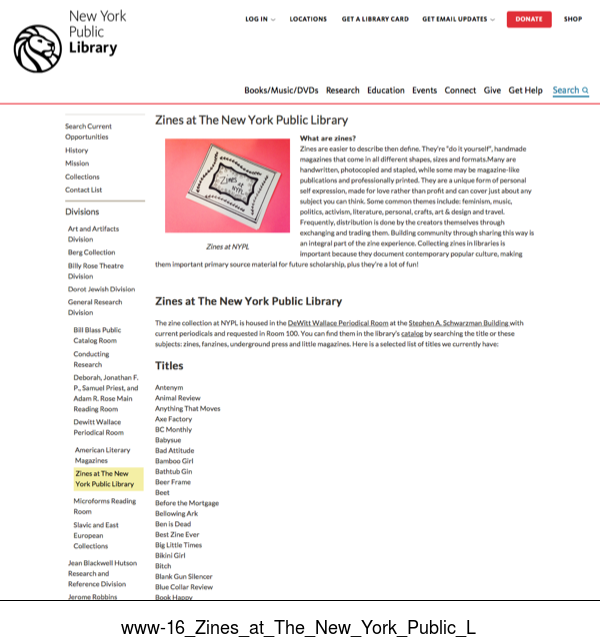 New York
Public
Library
LOG IN
LOCATIONS
GET A LIBRARY CARD
GET EMAIL UPDATES
DONATE
SHOP
Books/Music/DVDs
Research
Education
Events
Connect
Give
Get Help
Search
Search Current
Opportunities
History
Mission
Collections
Contact List
Divisions
Art and Artifacts
Division
Berg Collection
Billy Rose Theatre
Division
Dorot Jewish Division
General Research
Division
Bill Blass Public
Catalog Room
Conducting
Research
Deborah, Jonathan F.
P., Samuel Priest, and
Adam R. Rose Main
Reading Room
Dewitt Wallace
Periodical Room
American Literary
Magazines
Zines at The New
York Public Library
Microforms Reading
Room
Slavic and East
European
Collections
Jean Blackwell Hutson
Research and
Reference Division
Jerome Robbins
Zines at The New York Public Library
Zines
at
NYPL
Zines at NYPL
What are zines?
Zines are easier to describe then define. They're "do it yourself", handmade
magazines that come in all different shapes, sizes and formats.Many are
handwritten, photocopied and stapled, while some may be magazine-like
publications and professionally printed. They are a unique form of personal
self expression, made for love rather than profit and can cover just about any
subject you can think. Some common themes include: feminism, music,
politics, activism, literature, personal, crafts, art & design and travel.
Frequently, distribution is done by the creators themselves through
exchanging and trading them. Building community through sharing this way is
an integral part of the zine experience. Collecting zines in libraries is
important because they document contemporary popular culture, making
them important primary source material for future scholarship, plus they're a lot of fun!
Zines at The New York Public Library
The zine collection at NYPL is housed in the DeWitt Wallace Periodical Room at the Stephen A. Schwarzman Building with
current periodicals and requested in Room 100. You can find them in the library's catalog by searching the title or these
subjects: zines, fanzines, underground press and little magazines. Here is a selected list of titles we currently have:
Titles
Antenym
Animal Review
Anything That Moves
Axe Factory
BC Monthly
Babysue
Bad Attitude
Bamboo Girl
Bathtub Gin
Beer Frame
Beet
Before the Mortgage
Bellowing Ark
Ben is Dead
Best Zine Ever
Big Little Times
Bikini Girl
Bitch
Blank Gun Silencer
Blue Collar Review
Book Happy
www-16_Zines_at_The_New_York_Public_L